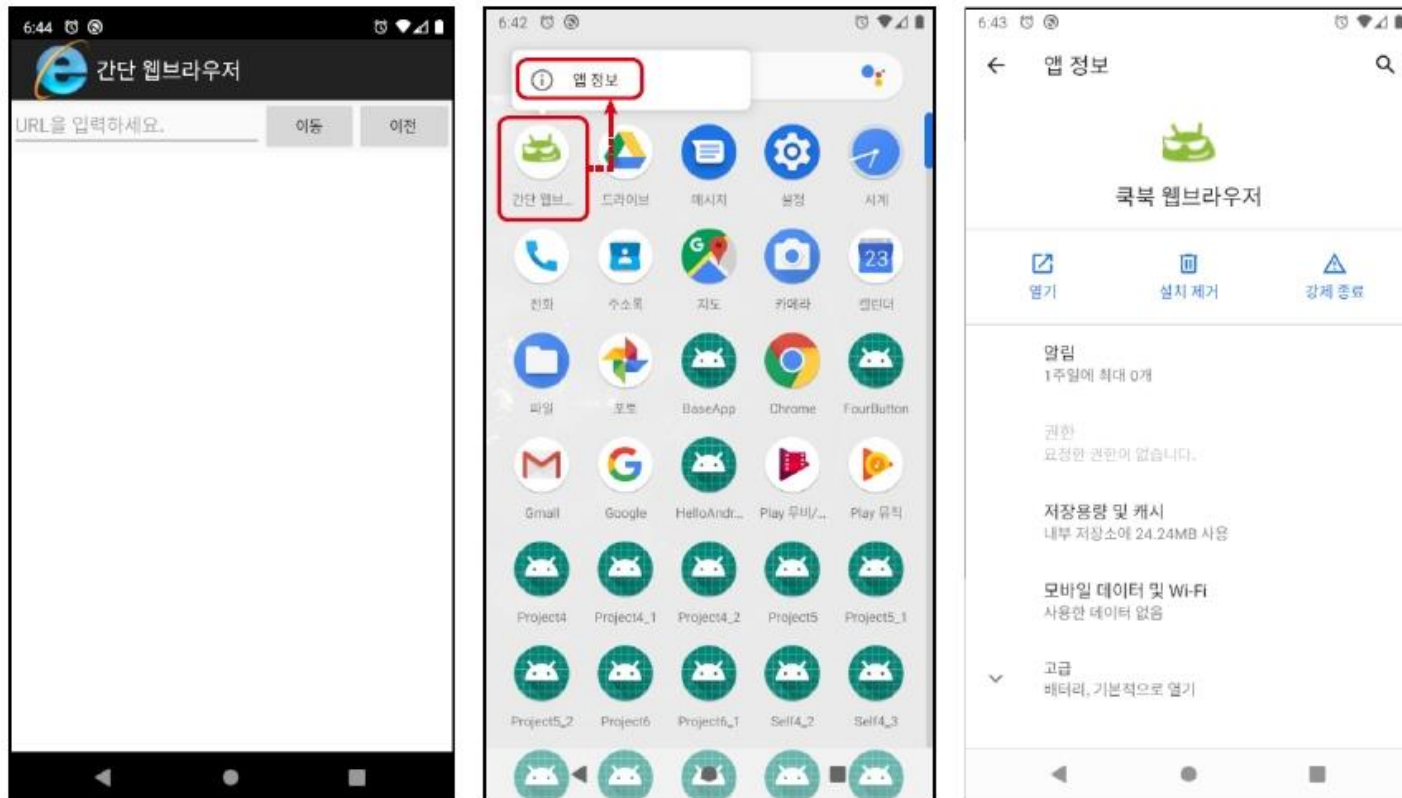 6:44
간단 웹브라우저
URL을 입력하세요.
이동
이전
6:42
앱 정보
간단 웹브...
드라이브
메시지
설정
시계
전화
주소록
지도
카메라
23
캘린더
파일
포토
BaseApp
Chrome
FourButton
Gmail
Google
HelloAndr...
Play 무비/...
Play 뮤직
Project4
Project4_1
Project4_2
Project5
Project5_1
Project5_2
Project6
Project6_1
Self4_2
Self4_3
6:43
앱 정보
쿡북 웹브라우저
열기
설치 제거
강제 종료
알림
1주일에 최대 0개
권한
요청한 권한이 없습니다.
저장용량 및 캐시
내부 저장소에 24.24MB 사용
모바일 데이터 및 Wi-Fi
사용한 데이터 없음
고급
배터리, 기본적으로 열기